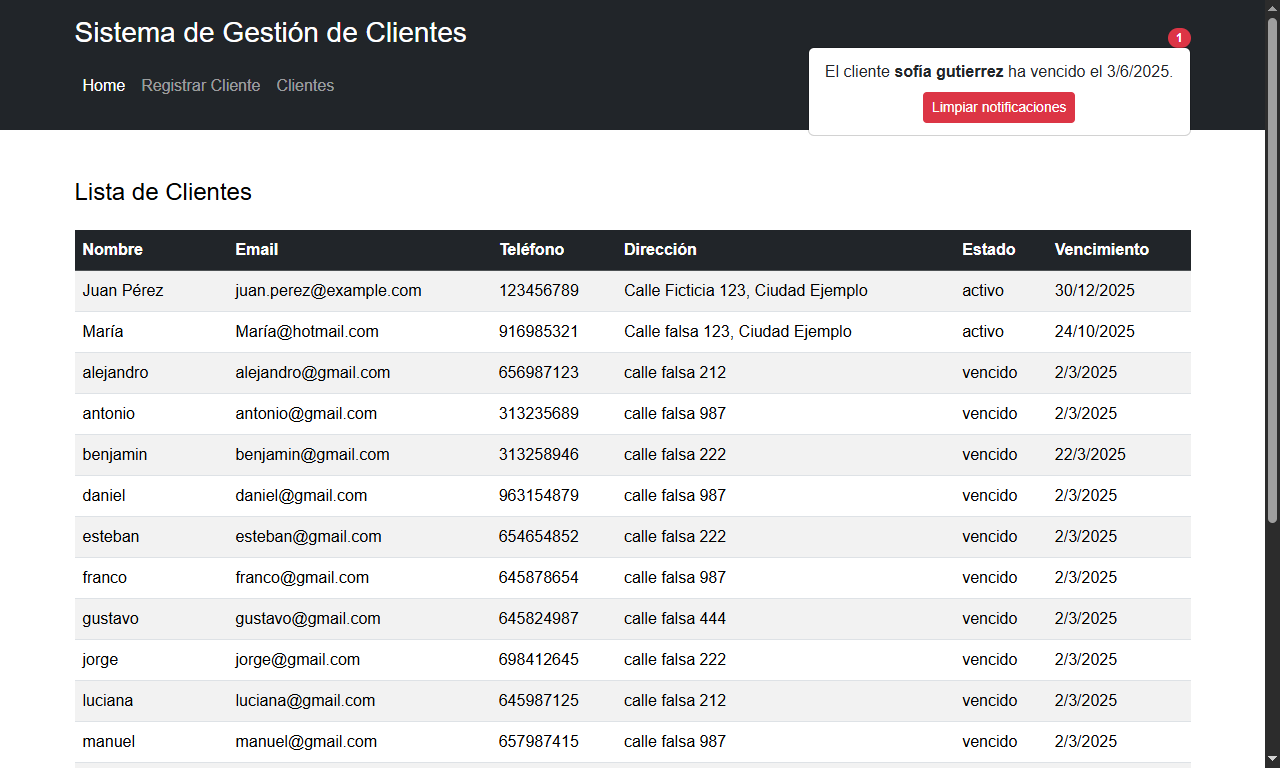 Sistema de Gestión de Clientes
1
El cliente sofía gutierrez ha vencido el 3/6/2025.
Home Registrar Cliente Clientes
Limpiar notificaciones
Lista de Clientes
Nombre Email Teléfono Dirección Estado Vencimiento
Juan Pérez juan.perez@example.com 123456789 Calle Ficticia 123, Ciudad Ejemplo activo 30/12/2025
María María@hotmail.com 916985321 Calle falsa 123, Ciudad Ejemplo activo 24/10/2025
alejandro alejandro@gmail.com 656987123 calle falsa 212 vencido 2/3/2025
antonio antonio@gmail.com 313235689 calle falsa 987 vencido 2/3/2025
benjamin benjamin@gmail.com 313258946 calle falsa 222 vencido 22/3/2025
daniel daniel@gmail.com 963154879 calle falsa 987 vencido 2/3/2025
esteban esteban@gmail.com 654654852 calle falsa 222 vencido 2/3/2025
franco franco@gmail.com 645878654 calle falsa 987 vencido 2/3/2025
gustavo gustavo@gmail.com 645824987 calle falsa 444 vencido 2/3/2025
jorge jorge@gmail.com 698412645 calle falsa 222 vencido 2/3/2025
luciana luciana@gmail.com 645987125 calle falsa 212 vencido 2/3/2025
manuel manuel@gmail.com 657987415 calle falsa 987 vencido 2/3/2025